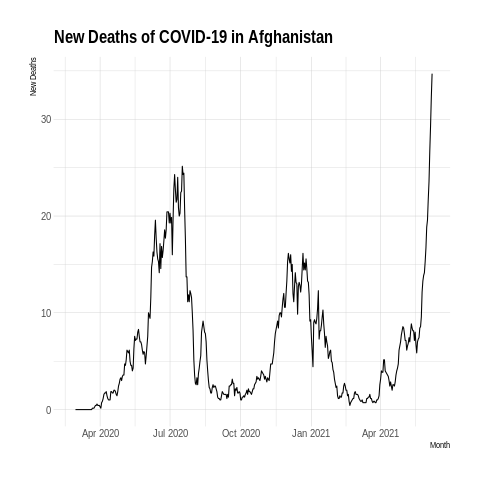 New Deaths of COVID-19 in Afghanistan
New Deaths
30
20
10
0
Apr 2020 Jul 2020 Oct 2020 Jan 2021 Apr 2021
Month